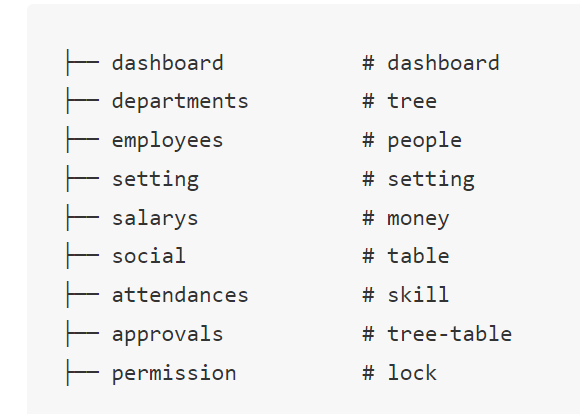 ├── dashboard           # dashboard
├── departments         # tree
├── employees           # people
├── setting             # setting
├── salarys             # money
├── social              # table
├── attendances         # skill
├── approvals           # tree-table
├── permission          # lock